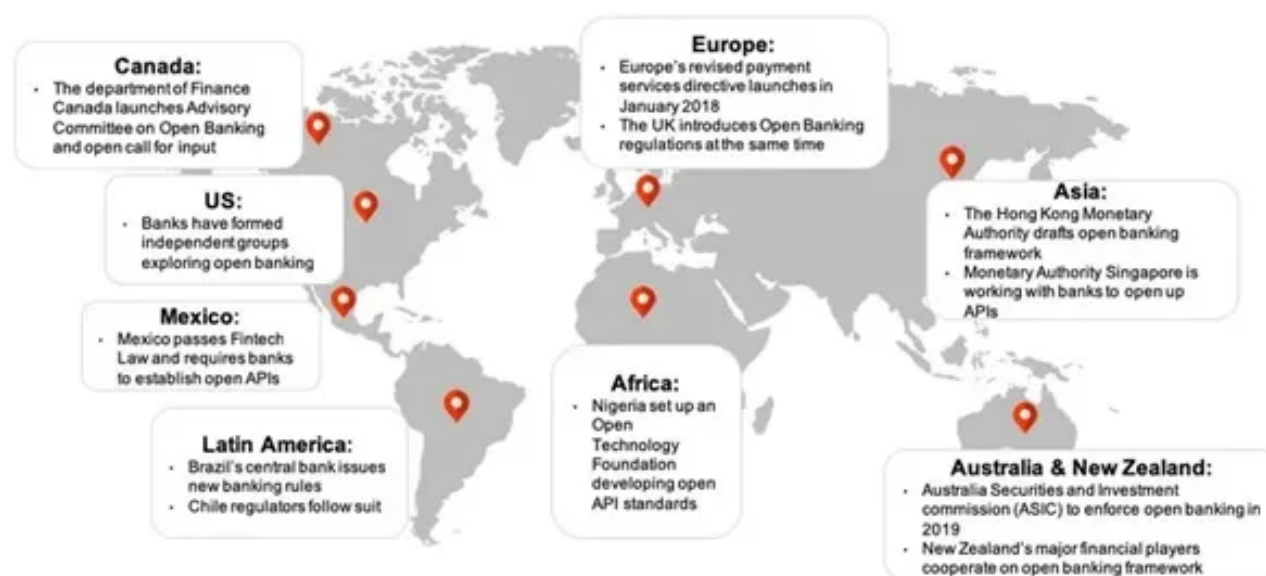 Canada:
• The department of Finance
Canada launches Advisory
Committee on Open Banking
and open call for input
Europe:
• Europe's revised payment
services directive launches in
January 2018
• The UK introduces Open Banking
regulations at the same time
US:
• Banks have formed
independent groups
exploring open banking
Asia:
• The Hong Kong Monetary
Authority drafts open banking
framework
• Monetary Authority Singapore is
working with banks to open up
APIs
Mexico:
• Mexico passes Fintech
Law and requires banks
to establish open APIs
Africa:
• Nigeria set up an
Open
Technology
Foundation
developing open
API standards
Latin America:
• Brazil's central bank issues
new banking rules
• Chile regulators follow suit
Australia & New Zealand:
• Australia Securities and Investment
commission (ASIC) to enforce open banking in
2019
• New Zealand's major financial players
cooperate on open banking framework